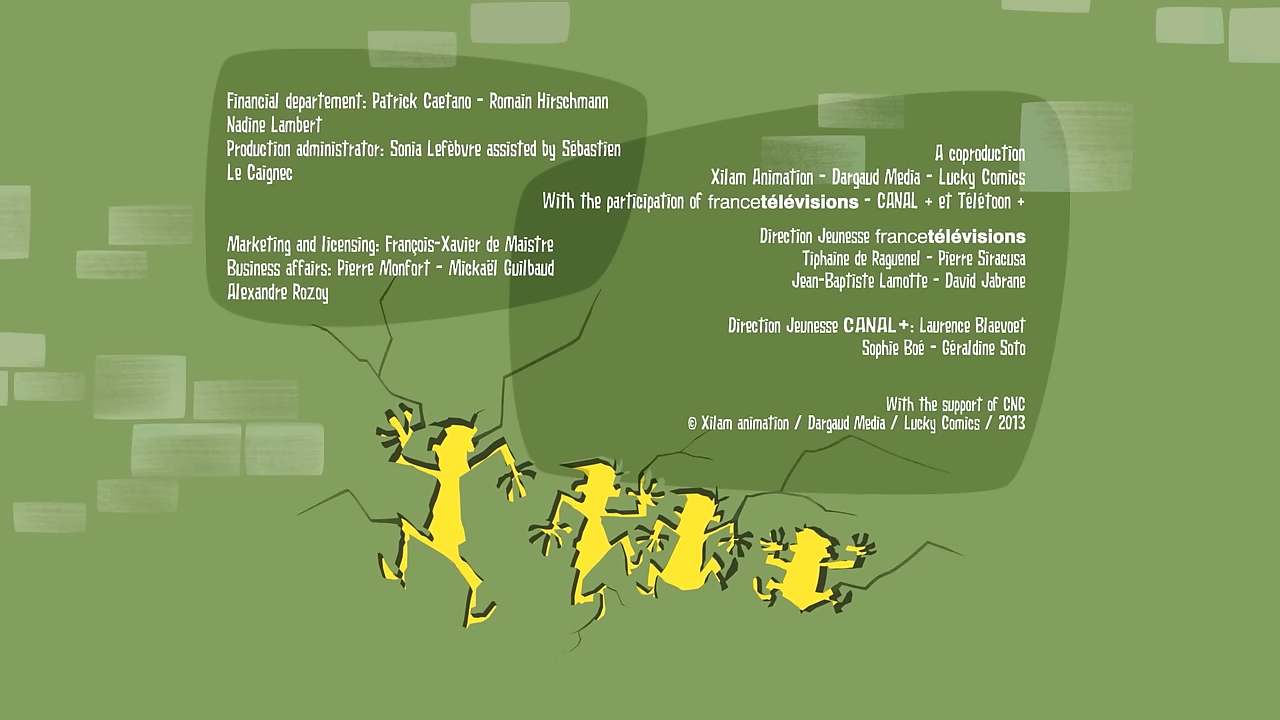 Financial departement: Patrick Caetano - Romain Hirschmann
Nadine Lambert
Production administrator: Sonia Lefèbvre assisted by Sébastien
Le Caignec
Marketing and licensing: François-Xavier de Maistre
Business affairs: Pierre Monfort - Mickaël Guilbaud
Alexandre Rozoy
A coproduction
Xilam Animation - Dargaud Media - Lucky Comics
With the participation of francetélévisions - CANAL + et Télétoon +
Direction Jeunesse francetélévisions
Tiphaine de Raguenel - Pierre Siracusa
Jean-Baptiste Lamotte - David Jabrane
Direction Jeunesse CANAL+: Laurence Blaevoet
Sophie Boé - Géraldine Soto
With the support of CNC
© Xilam animation / Dargaud Media / Lucky Comics / 2013